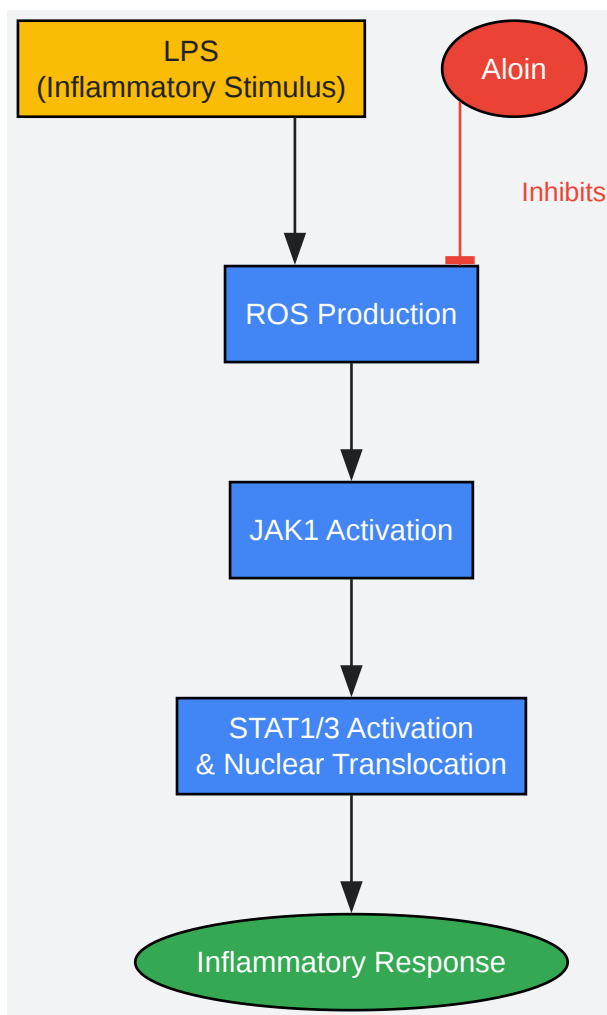 LPS
(Inflammatory Stimulus)
Aloin
Inhibits
ROS Production
JAK1 Activation
STAT1/3 Activation
& Nuclear Translocation
Inflammatory Response